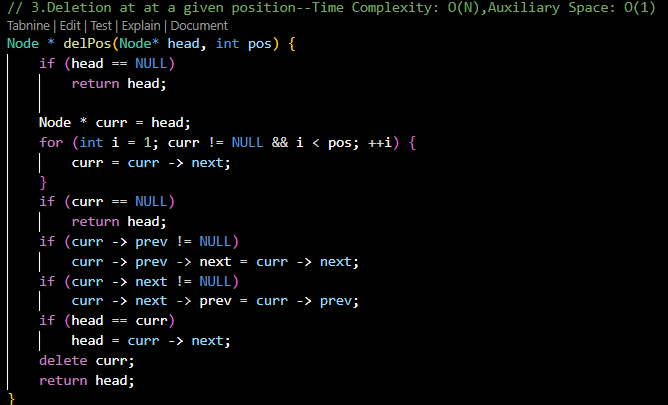 // 3.Deletion at at a given position--Time Complexity: O(N),Auxiliary Space: O(1)
Tabnine | Edit | Test | Explain | Document
Node * delPos(Node* head, int pos) {
    if (head == NULL)
        return head;

    Node * curr = head;
    for (int i = 1; curr != NULL && i < pos; ++i) {
        curr = curr -> next;
    }
    if (curr == NULL)
        return head;
    if (curr -> prev != NULL)
        curr -> prev -> next = curr -> next;
    if (curr -> next != NULL)
        curr -> next -> prev = curr -> prev;
    if (head == curr)
        head = curr -> next;
    delete curr;
    return head;
}